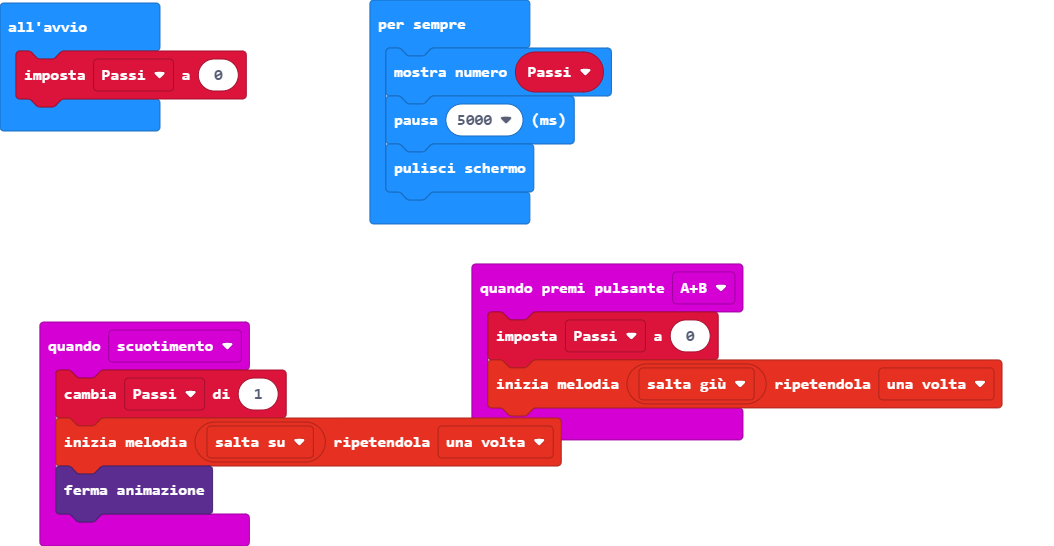 all'avvio
imposta Passi a 0
per sempre
mostra numero Passi
pausa 5000 (ms)
pulisci schermo
quando scuotimento
cambia Passi di 1
inizia melodia salta su ripetendola una volta
ferma animazione
quando premi pulsante A+B
imposta Passi a 0
inizia melodia salta giù ripetendola una volta